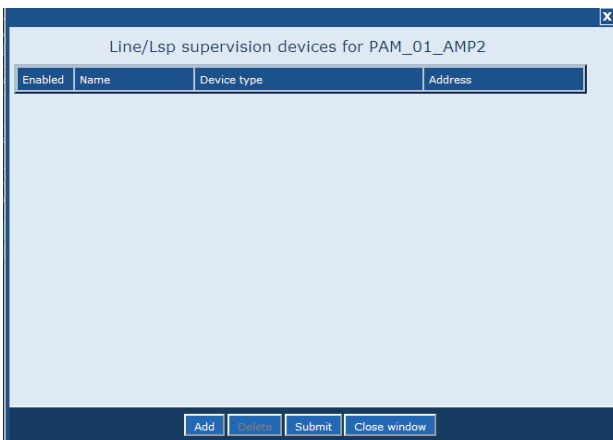 X
Line/Lsp supervision devices for PAM_01_AMP2
Enabled Name Device type Address
Add Delete Submit Close window